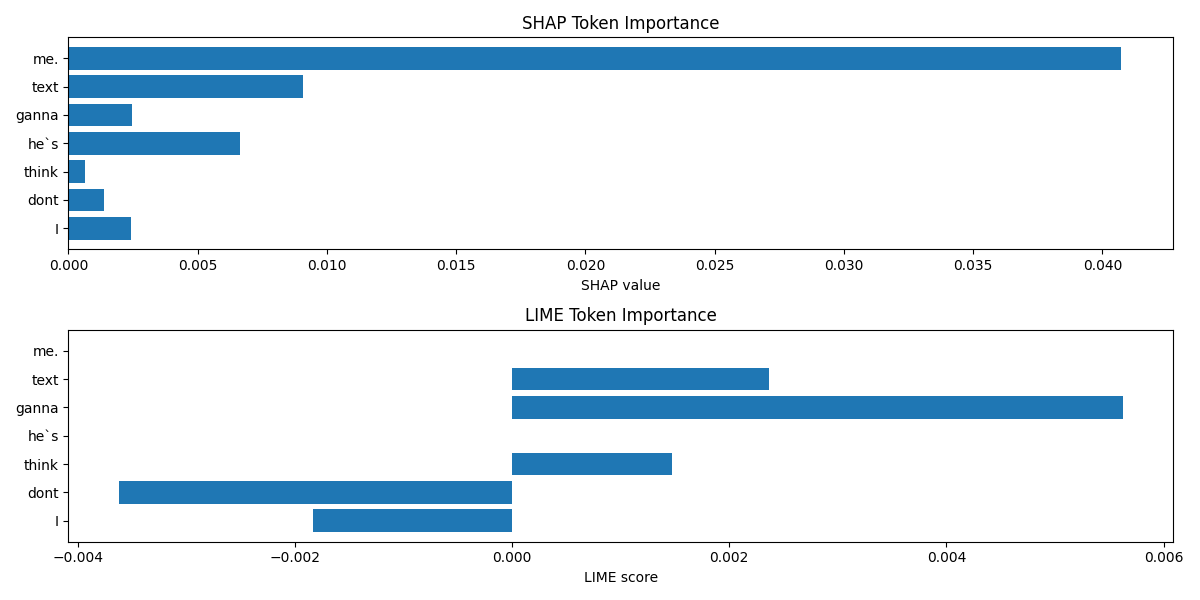 SHAP Token Importance
me.
text
ganna
he`s
think
dont
I
0.000 0.005 0.010 0.015 0.020 0.025 0.030 0.035 0.040
SHAP value
LIME Token Importance
me.
text
ganna
he`s
think
dont
I
−0.004 −0.002 0.000 0.002 0.004 0.006
LIME score